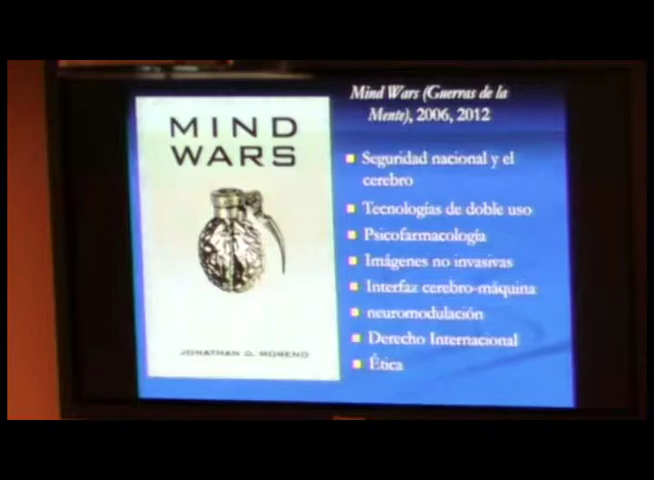 MIND
WARS
JONATHAN D. MORENO
Mind Wars (Guerras de la
Mente), 2006, 2012
Seguridad nacional y el
cerebro
Tecnologías de doble uso
Psicofarmacología
Imágenes no invasivas
Interfaz cerebro-máquina
neuromodulación
Derecho Internacional
Ética